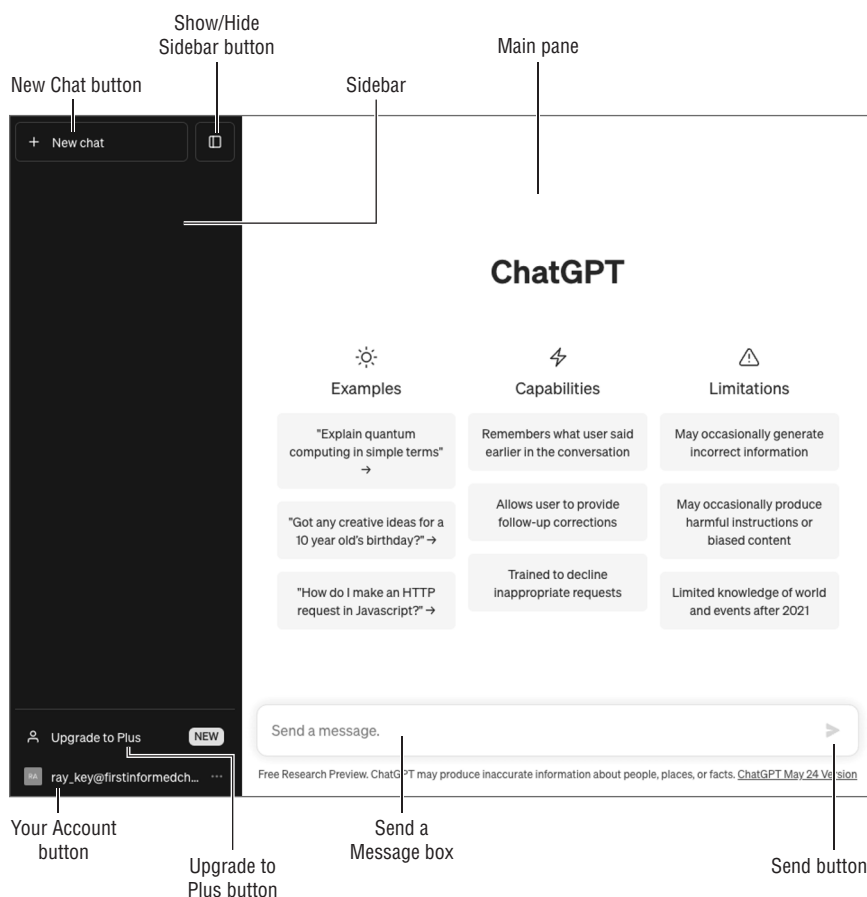 Show/Hide
Sidebar button
Main pane
New Chat button
Sidebar
+ New chat
ChatGPT
Examples
Capabilities
Limitations
"Explain quantum
computing in simple terms"
→
Remembers what user said
earlier in the conversation
May occasionally generate
incorrect information
"Got any creative ideas for a
10 year old's birthday?" →
Allows user to provide
follow-up corrections
May occasionally produce
harmful instructions or
biased content
"How do I make an HTTP
request in Javascript?" →
Trained to decline
inappropriate requests
Limited knowledge of world
and events after 2021
Upgrade to Plus
NEW
Send a message.
RA
ray_key@firstinformedch... ...
Free Research Preview. ChatGPT may produce inaccurate information about people, places, or facts. ChatGPT May 24 Version
Your Account
button
Upgrade to
Plus button
Send a
Message box
Send button